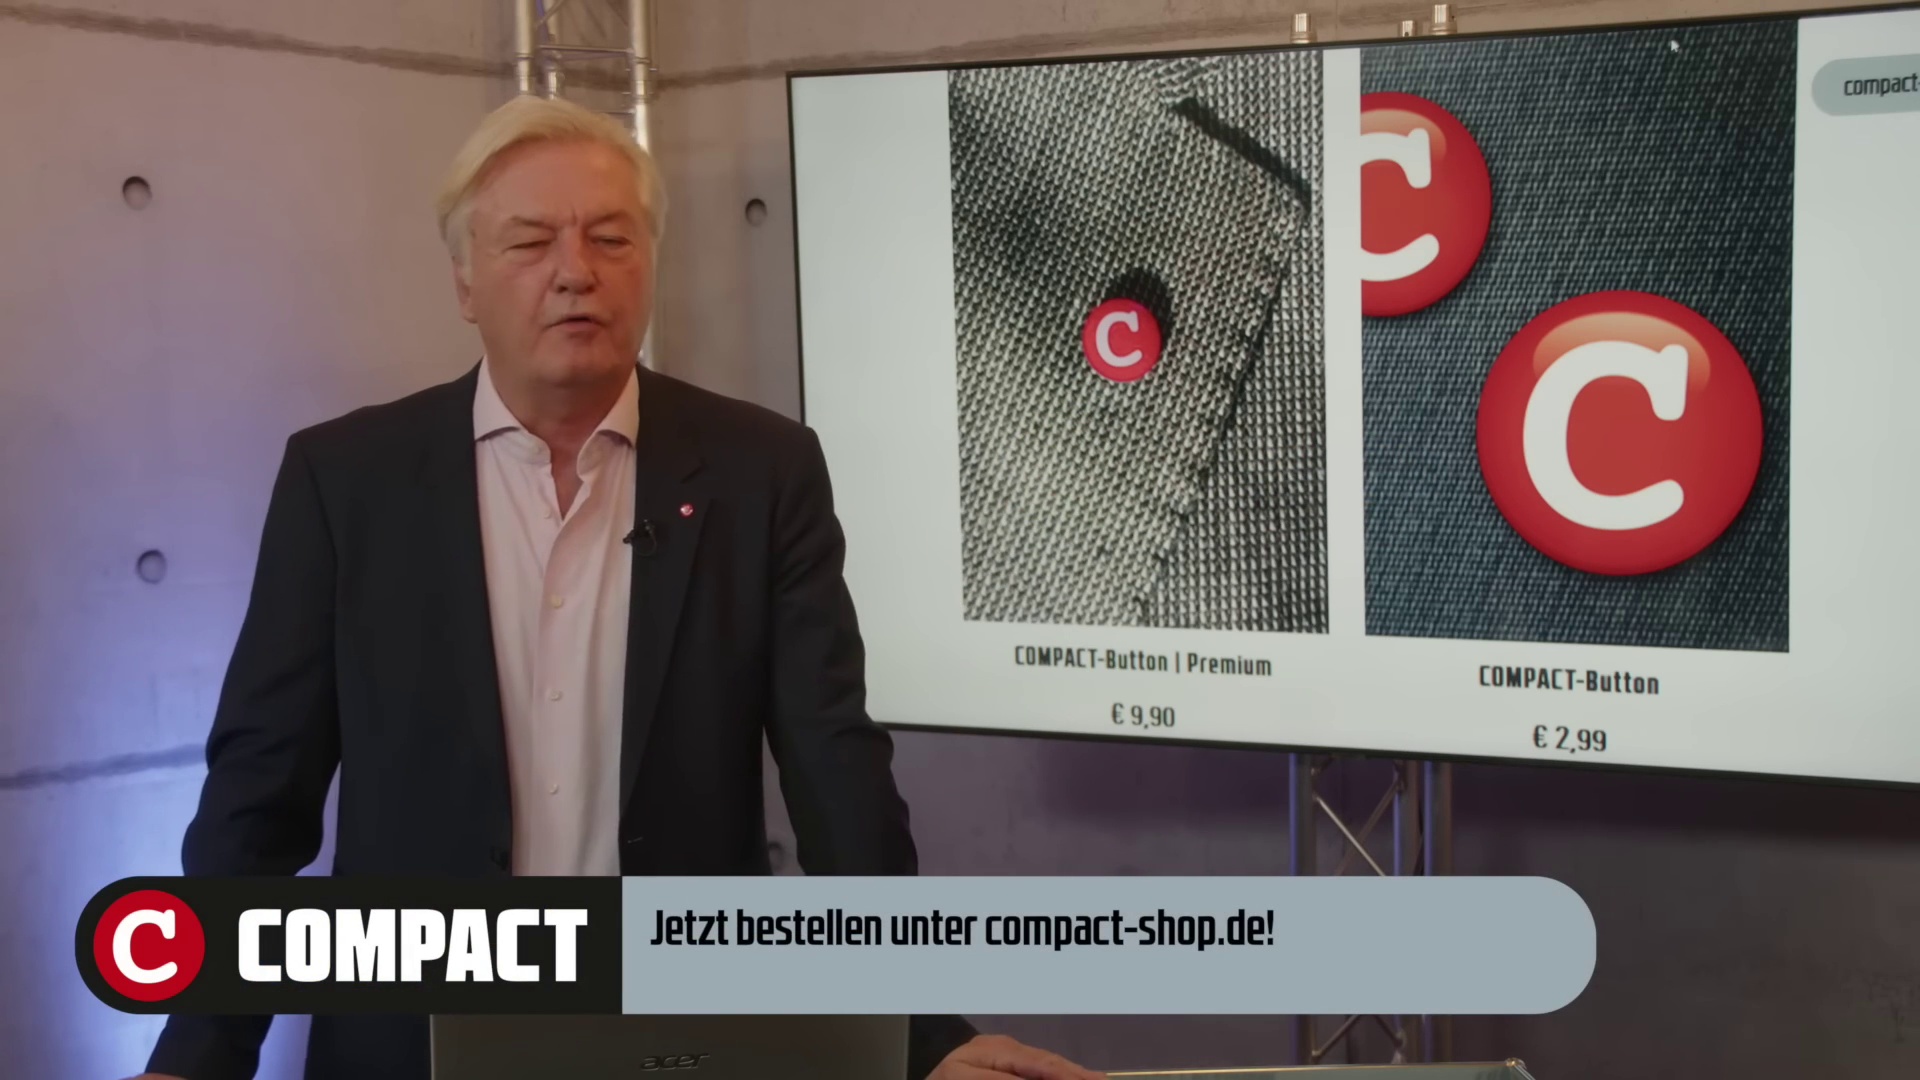 compact-
C
C
C
COMPACT-Button | Premium
€ 9,90
COMPACT-Button
€ 2,99
C COMPACT
Jetzt bestellen unter compact-shop.de!
acer